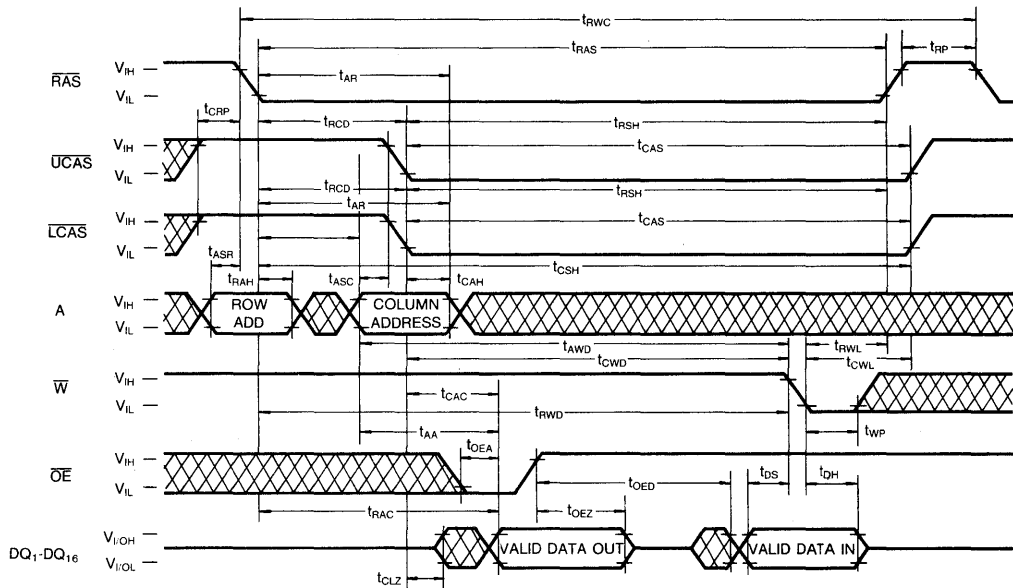 tRWC
tRAS
tRP
RAS
VIH
VIL
tAR
tCRP
tRCD
tRSH
UCAS
VIH
VIL
tCAS
tRCD
tRSH
tAR
LCAS
VIH
VIL
tCAS
tASR
tCSH
tRAH
tASC
tCAH
A
VIH
VIL
ROW
ADD
COLUMN
ADDRESS
tAWD
tRWL
tCWD
tCWL
W
VIH
VIL
tCAC
tRWD
tWP
tAA
tOEA
OE
VIH
VIL
tDS
tDH
tOED
tOEZ
tRAC
DQ1-DQ16
VI/OH
VI/OL
VALID DATA OUT
VALID DATA IN
tCLZ